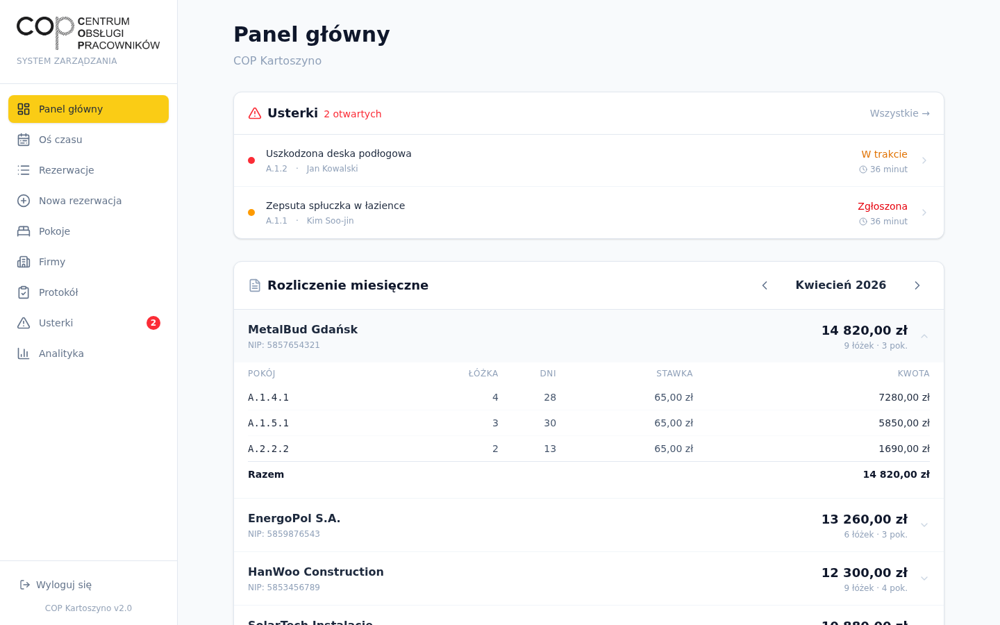 COP CENTRUM
OBSŁUGI
PRACOWNIKÓW
SYSTEM ZARZĄDZANIA
Panel główny
Oś czasu
Rezerwacje
Nowa rezerwacja
Pokoje
Firmy
Protokół
Usterki 2
Analityka
Wyloguj się
COP Kartoszyno v2.0
Panel główny
COP Kartoszyno
Usterki 2 otwartych Wszystkie →
Uszkodzona deska podłogowa W trakcie
A.1.2 · Jan Kowalski 36 minut
Zepsuta spłuczka w łazience Zgłoszona
A.1.1 · Kim Soo-jin 36 minut
Rozliczenie miesięczne Kwiecień 2026
MetalBud Gdańsk 14 820,00 zł
NIP: 5857654321 9 łóżek · 3 pok.
POKÓJ ŁÓŻKA DNI STAWKA KWOTA
A.1.4.1 4 28 65,00 zł 7280,00 zł
A.1.5.1 3 30 65,00 zł 5850,00 zł
A.2.2.2 2 13 65,00 zł 1690,00 zł
Razem 14 820,00 zł
EnergoPol S.A. 13 260,00 zł
NIP: 5859876543 6 łóżek · 3 pok.
HanWoo Construction 12 300,00 zł
NIP: 5853456789 9 łóżek · 4 pok.
SolarTech Instalacje 10 880,00 zł